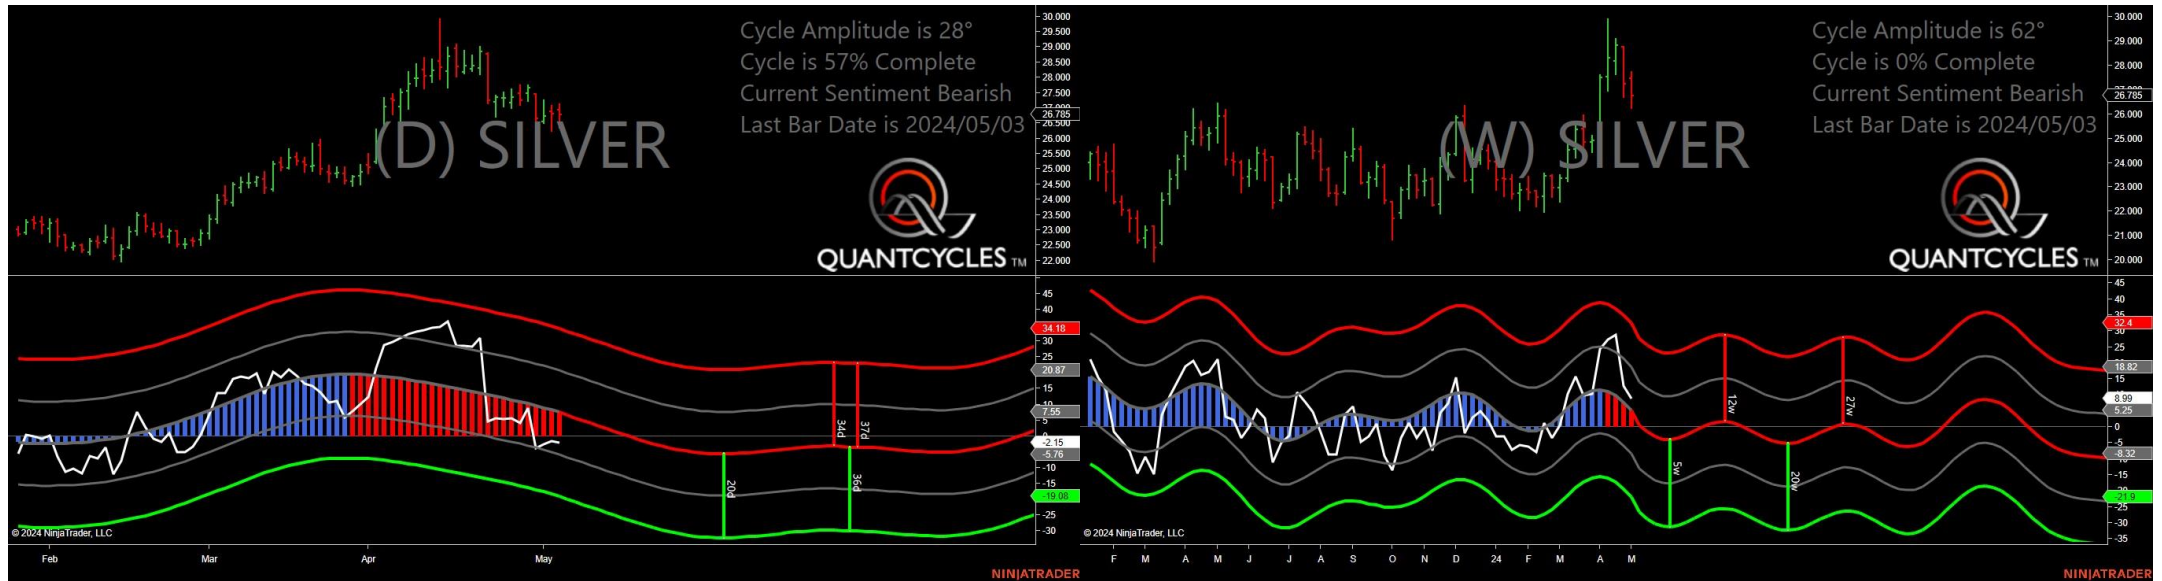 Cycle Amplitude is 28°
Cycle is 57% Complete
Current Sentiment Bearish
Last Bar Date is 2024/05/03
(D) SILVER
QUANTCYCLES TM
30.000
29.500
29.000
28.500
28.000
27.500
27.000
26.785
26.500
25.500
25.000
24.500
24.000
23.500
23.000
22.500
22.000
45
40
34.18
30
25
20.87
15
10
7.55
5
0
-2.15
-5.76
-10
-15
-19.08
-25
-30
34d
37d
20d
36d
© 2024 NinjaTrader, LLC
Feb Mar Apr May
NINJATRADER
Cycle Amplitude is 62°
Cycle is 0% Complete
Current Sentiment Bearish
Last Bar Date is 2024/05/03
(W) SILVER
QUANTCYCLES TM
30.000
29.000
28.000
26.785
26.000
25.000
24.000
23.000
22.000
21.000
20.000
45
40
35
32.4
30
25
18.82
15
8.99
5.25
0
-5
-8.32
-15
-21.9
-25
-30
-35
12w
27w
5w
20w
© 2024 NinjaTrader, LLC
F M A M J J A S O N D 24 F M A M
NINJATRADER